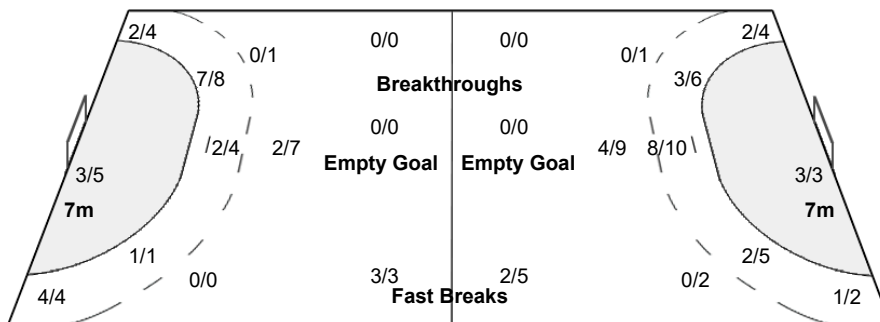 2/4 0/0 0/0 2/4
0/1 0/1
7/8 Breakthroughs 3/6
0/0 0/0
2/4 2/7 4/9 8/10
Empty Goal Empty Goal
3/5 3/3
7m 7m
1/1 2/5
0/0 3/3 2/5 0/2
4/4 Fast Breaks 1/2